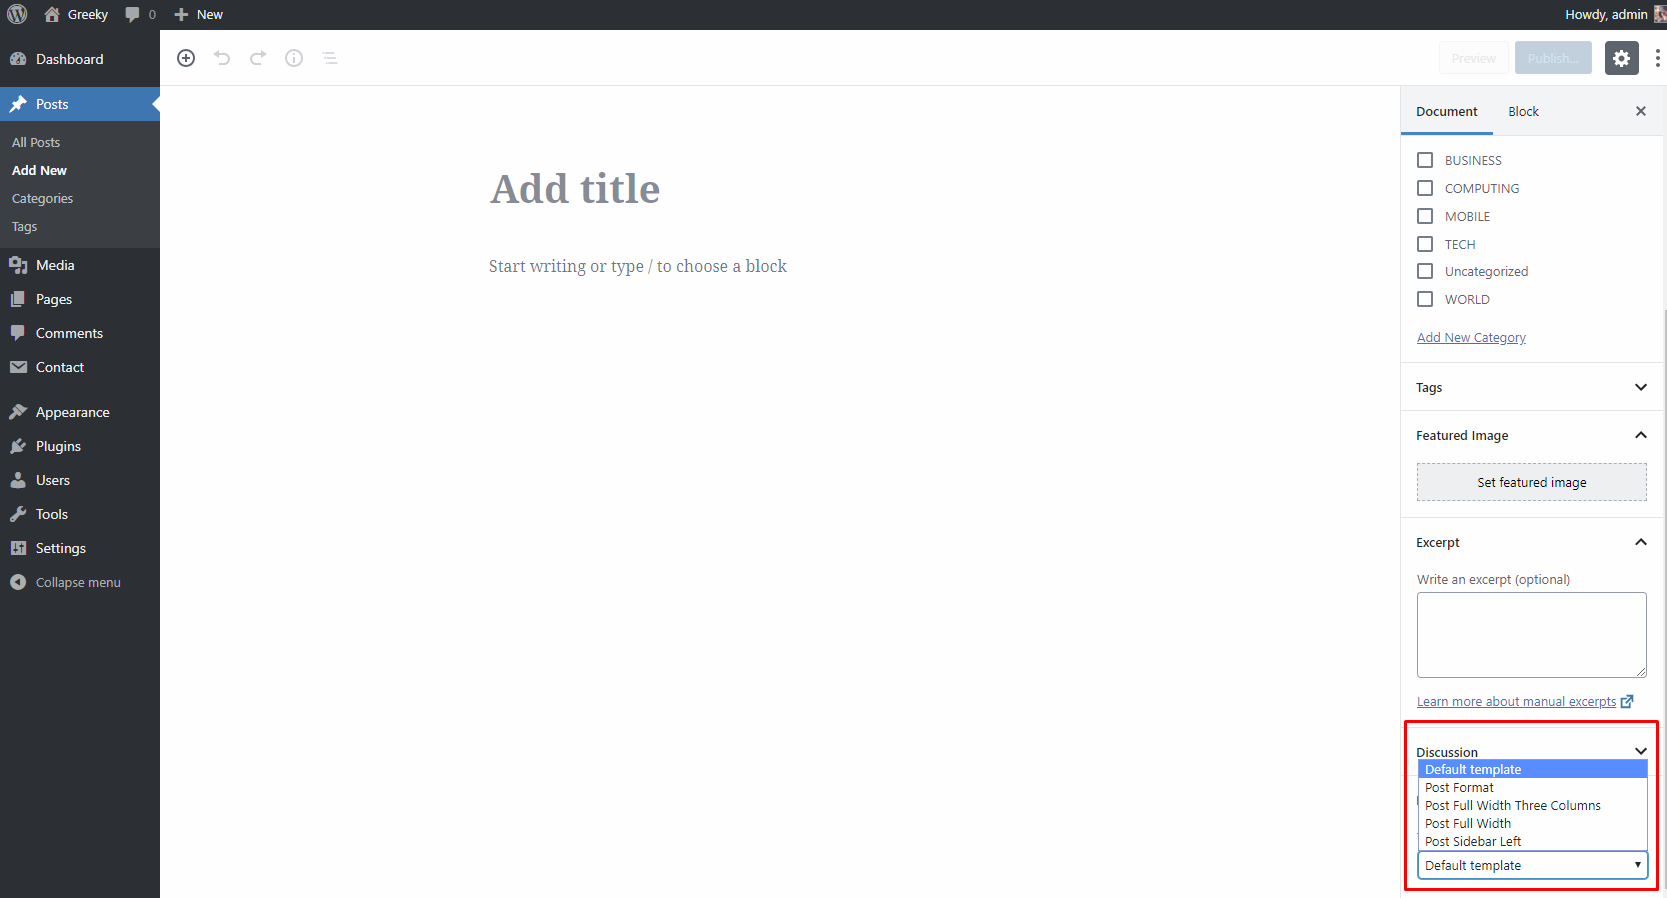 Greeky 0 New Howdy, admin
Dashboard
Posts
All Posts
Add New
Categories
Tags
Media
Pages
Comments
Contact
Appearance
Plugins
Users
Tools
Settings
Collapse menu
Preview Publish...
Add title
Start writing or type / to choose a block
Document Block
BUSINESS
COMPUTING
MOBILE
TECH
Uncategorized
WORLD
Add New Category
Tags
Featured Image
Set featured image
Excerpt
Write an excerpt (optional)
Learn more about manual excerpts
Discussion
Default template
Post Format
Post Full Width Three Columns
Post Full Width
Post Sidebar Left
Default template